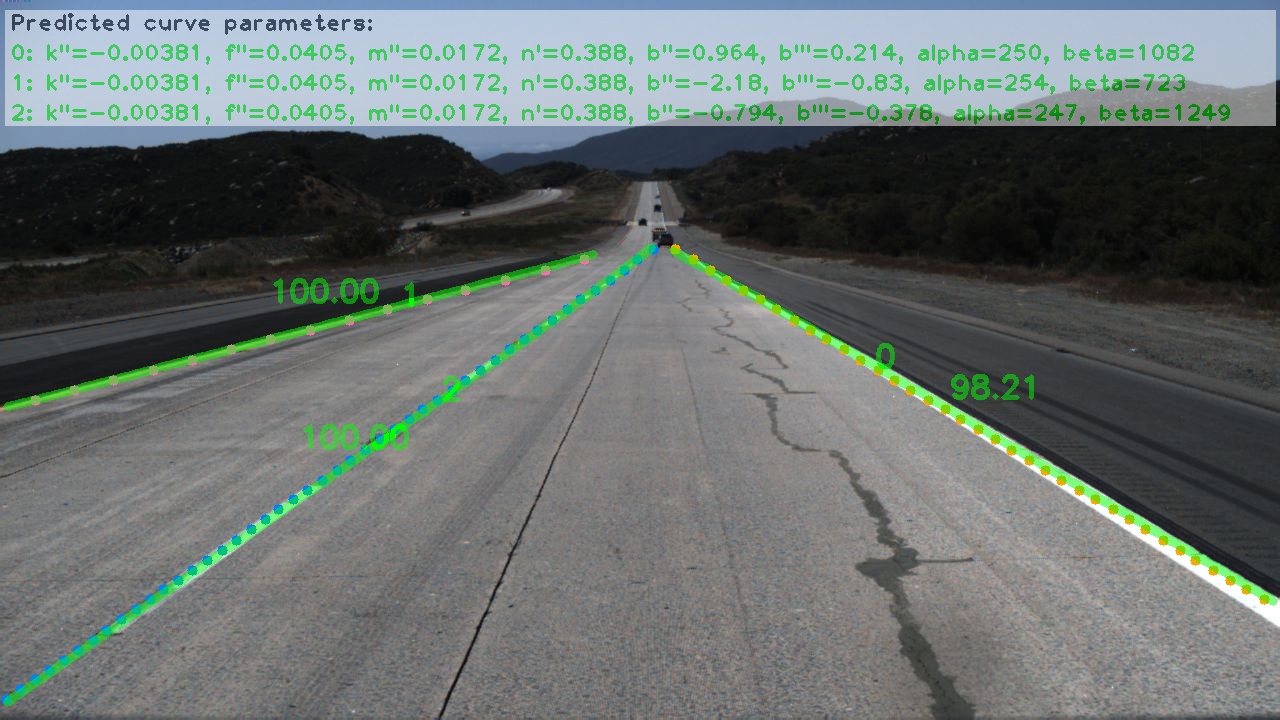 Predicted curve parameters:
0: k''=-0.00381, f''=0.0405, m''=0.0172, n'=0.388, b''=0.964, b'''=0.214, alpha=250, beta=1082
1: k''=-0.00381, f''=0.0405, m''=0.0172, n'=0.388, b''=-2.18, b'''=-0.83, alpha=254, beta=723
2: k''=-0.00381, f''=0.0405, m''=0.0172, n'=0.388, b''=-0.794, b'''=-0.378, alpha=247, beta=1249
100.00 1
0
2 98.21
100.00